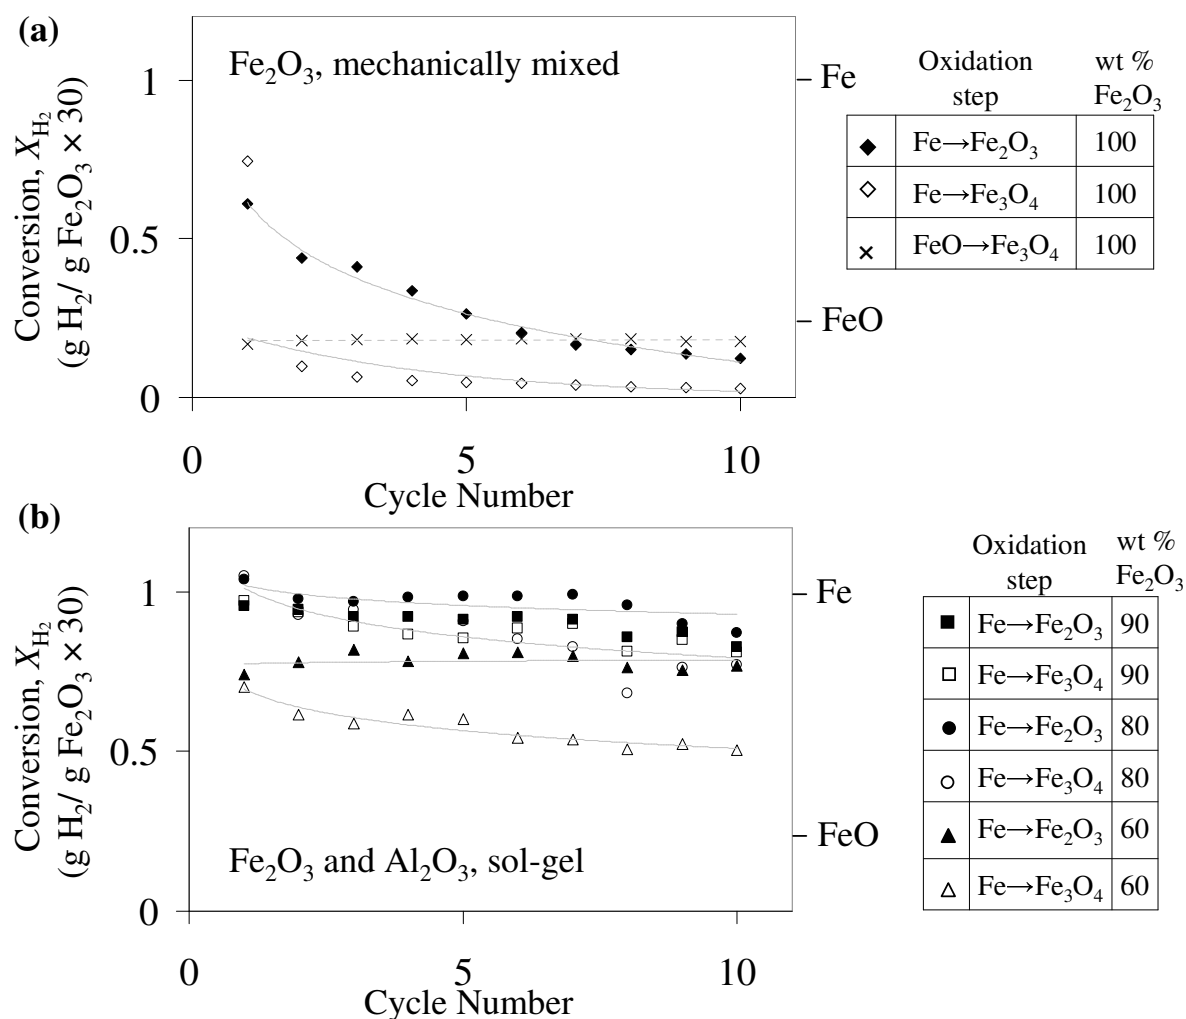 (a)
Fe₂O₃, mechanically mixed
Conversion, X_H₂
(g H₂/ g Fe₂O₃ × 30)
1
0.5
0
Fe
FeO
0 5 10
Cycle Number
Oxidation step wt % Fe₂O₃
◆ Fe→Fe₂O₃ 100
◇ Fe→Fe₃O₄ 100
× FeO→Fe₃O₄ 100
(b)
Conversion, X_H₂
(g H₂/ g Fe₂O₃ × 30)
1
0.5
0
Fe
FeO
Fe₂O₃ and Al₂O₃, sol-gel
0 5 10
Cycle Number
Oxidation step wt % Fe₂O₃
■ Fe→Fe₂O₃ 90
□ Fe→Fe₃O₄ 90
● Fe→Fe₂O₃ 80
○ Fe→Fe₃O₄ 80
▲ Fe→Fe₂O₃ 60
△ Fe→Fe₃O₄ 60